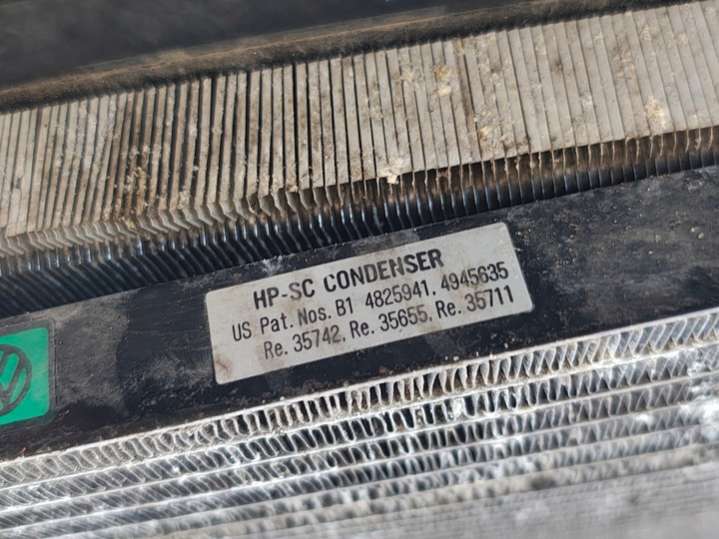 HP-SC CONDENSER
US Pat. Nos. B1 4825941, 4945635
Re. 35742, Re. 35655, Re. 35711